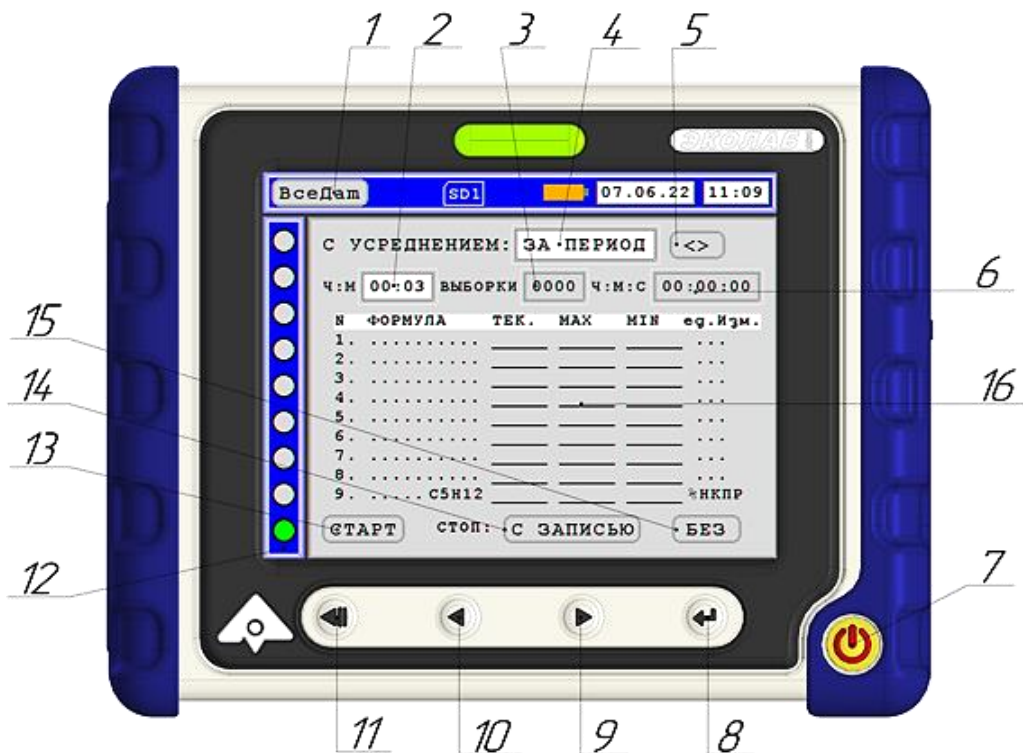 1 2 3 4 5
ЭКОЛАБ
ВсеДат SD1 07.06.22 11:09
С УСРЕДНЕНИЕМ: ЗА ПЕРИОД <>
Ч:М 00:03 ВЫБОРКИ 0000 Ч:М:С 00:00:00
6
N ФОРМУЛА ТЕК. MAX MIN ед.Изм.
15
1. .......... ...
2. .......... ...
3. .......... ...
14
4. .......... ...
16
5. .......... ...
6. .......... ...
13
7. .......... ...
8. .......... ...
9. .....C5H12 %НКПР
СТАРТ СТОП: С ЗАПИСЬЮ БЕЗ
12
7
11 10 9 8